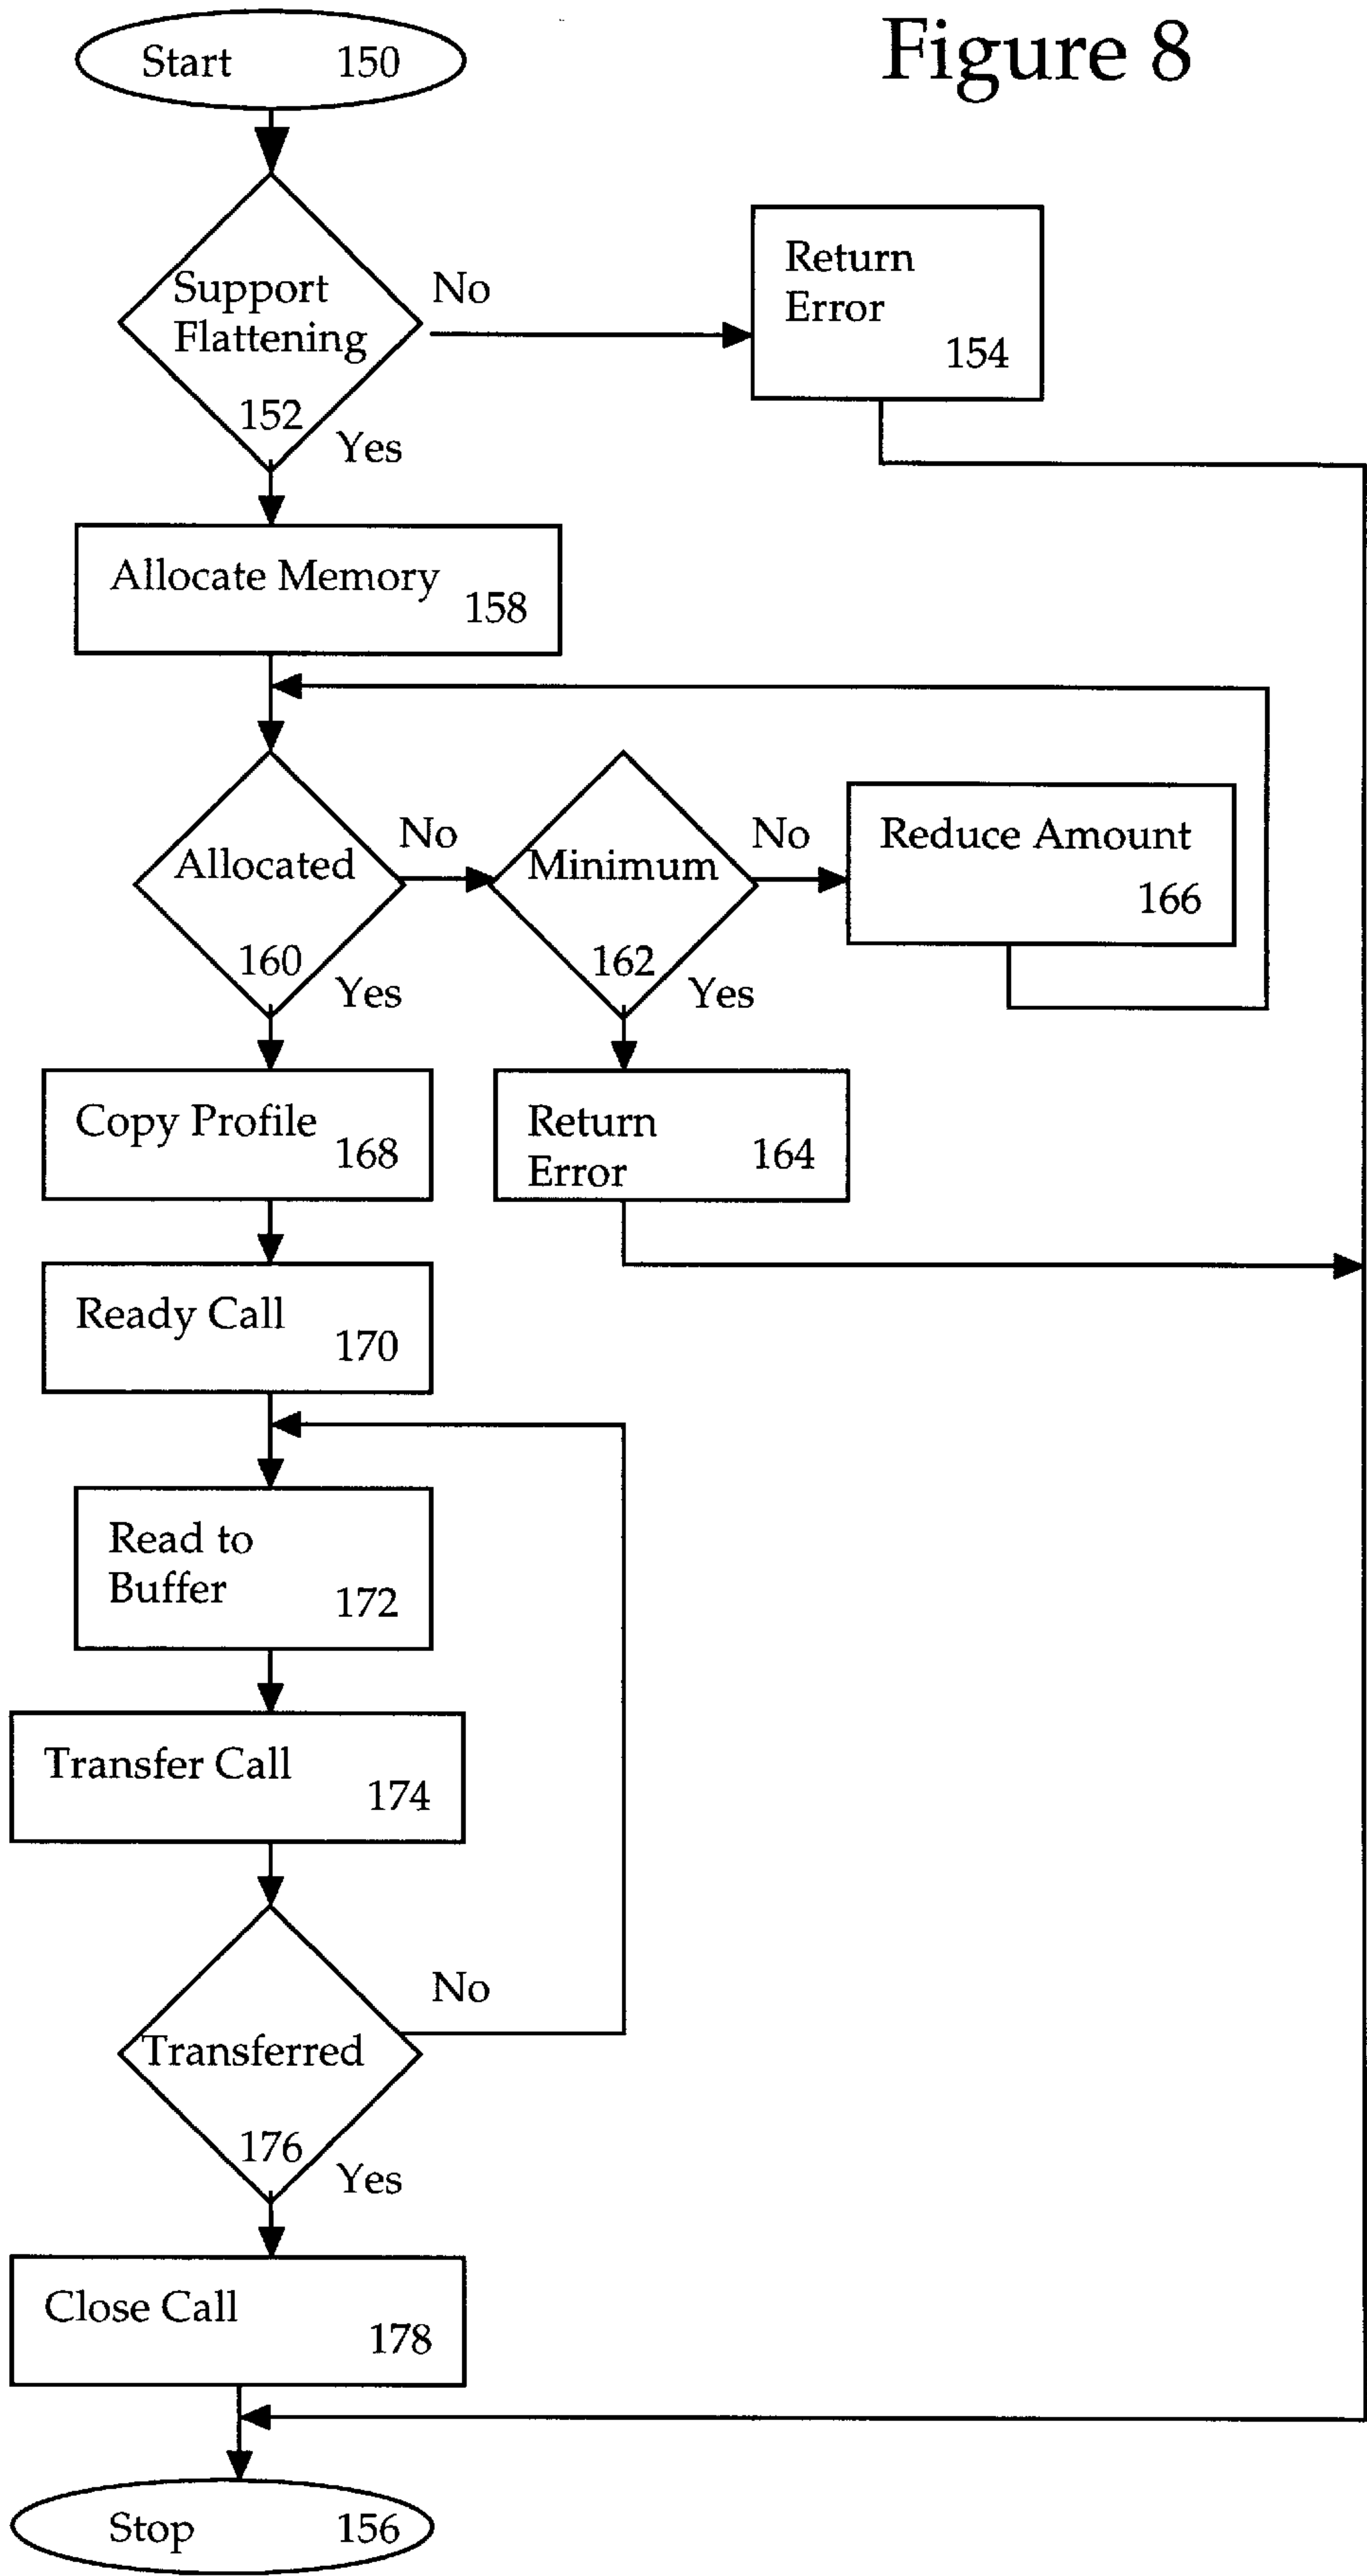 Figure 8
Start 150
Support
Flattening
152
No
Yes
Return
Error
154
Allocate Memory
158
Allocated
160
No
Yes
Minimum
162
No
Yes
Reduce Amount
166
Copy Profile
168
Return
Error
164
Ready Call
170
Read to
Buffer
172
Transfer Call
174
Transferred
176
No
Yes
Close Call
178
Stop 156